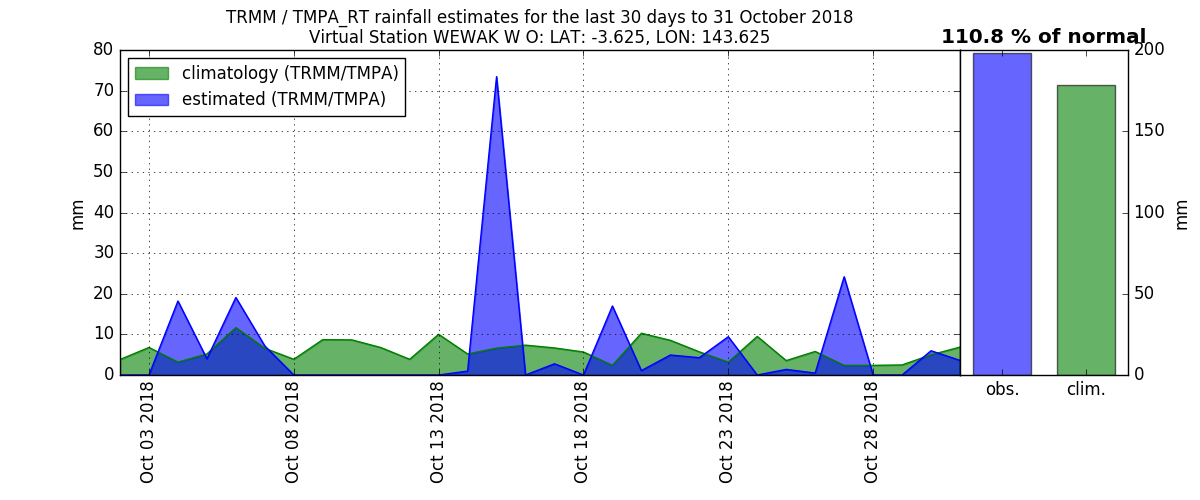 TRMM / TMPA_RT rainfall estimates for the last 30 days to 31 October 2018
Virtual Station WEWAK W O: LAT: -3.625, LON: 143.625
110.8 % of normal
climatology (TRMM/TMPA)
estimated (TRMM/TMPA)
80
70
60
50
40
30
20
10
0
mm
Oct 03 2018
Oct 08 2018
Oct 13 2018
Oct 18 2018
Oct 23 2018
Oct 28 2018
200
150
100
50
0
mm
obs.
clim.